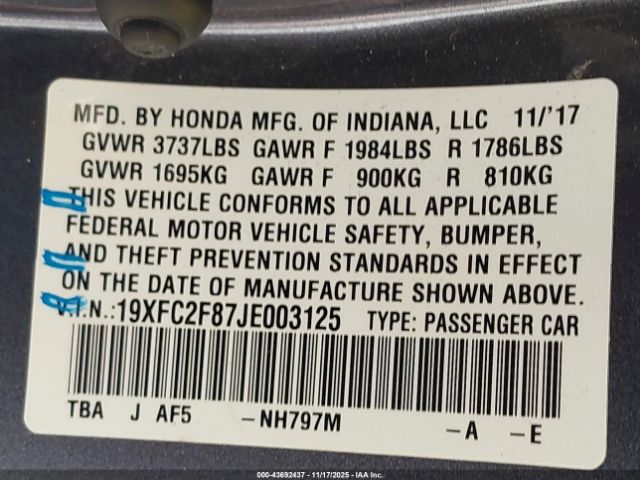 MFD. BY HONDA MFG. OF INDIANA, LLC 11/'17
GVWR 3737LBS GAWR F 1984LBS R 1786LBS
GVWR 1695KG GAWR F 900KG R 810KG
THIS VEHICLE CONFORMS TO ALL APPLICABLE
FEDERAL MOTOR VEHICLE SAFETY, BUMPER,
AND THEFT PREVENTION STANDARDS IN EFFECT
ON THE DATE OF MANUFACTURE SHOWN ABOVE.
V.I.N.:19XFC2F87JE003125 TYPE: PASSENGER CAR
TBA J AF5 -NH797M -A -E
00-43692437 - 11/17/2025 - IAA Inc.